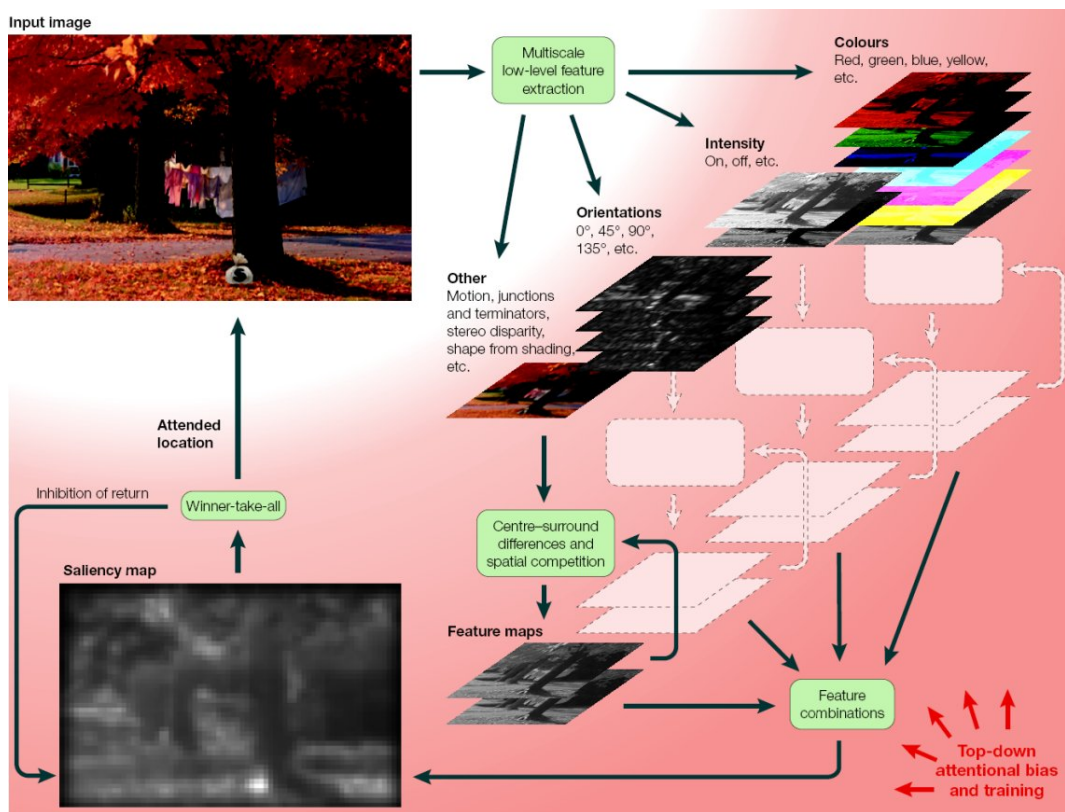 Input image
$
Multiscale
low-level feature
extraction
Colours
Red, green, blue, yellow,
etc.
Intensity
On, off, etc.
Orientations
0°, 45°, 90°,
135°, etc.
Other
Motion, junctions
and terminators,
stereo disparity,
shape from shading,
etc.
Attended
location
Inhibition of return
Winner-take-all
Centre–surround
differences and
spatial competition
Saliency map
Feature maps
Feature
combinations
Top-down
attentional bias
and training